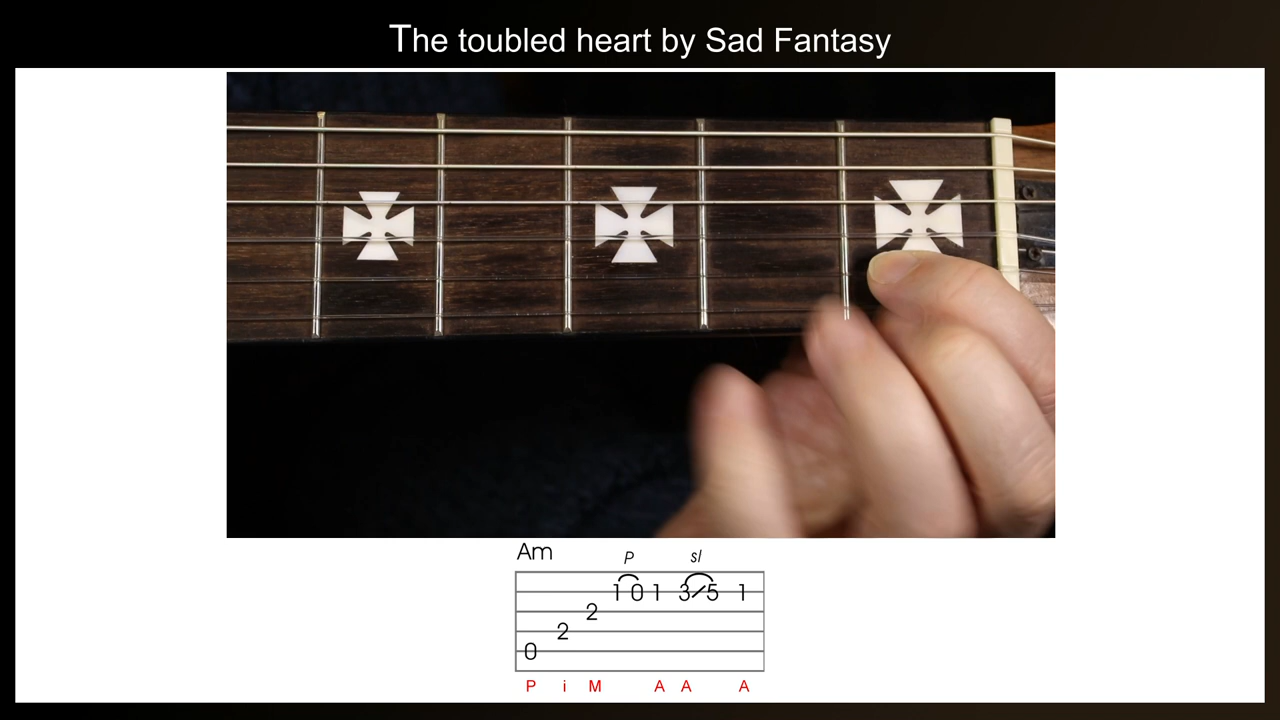 The toubled heart by Sad Fantasy
Am
P sl
1 0 1 3 5 1
2
2
0
P i M A A A